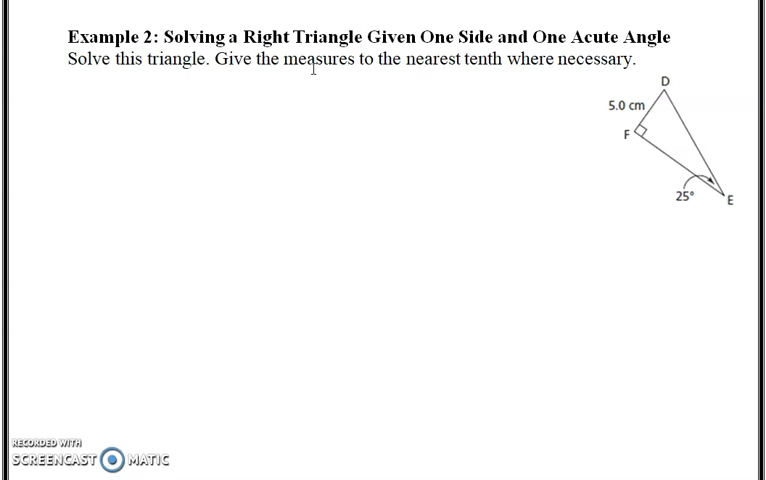 Example 2: Solving a Right Triangle Given One Side and One Acute Angle
Solve this triangle. Give the measures to the nearest tenth where necessary.
D
5.0 cm
F
25°
E
RECORDED WITH
SCREENCAST MATIC